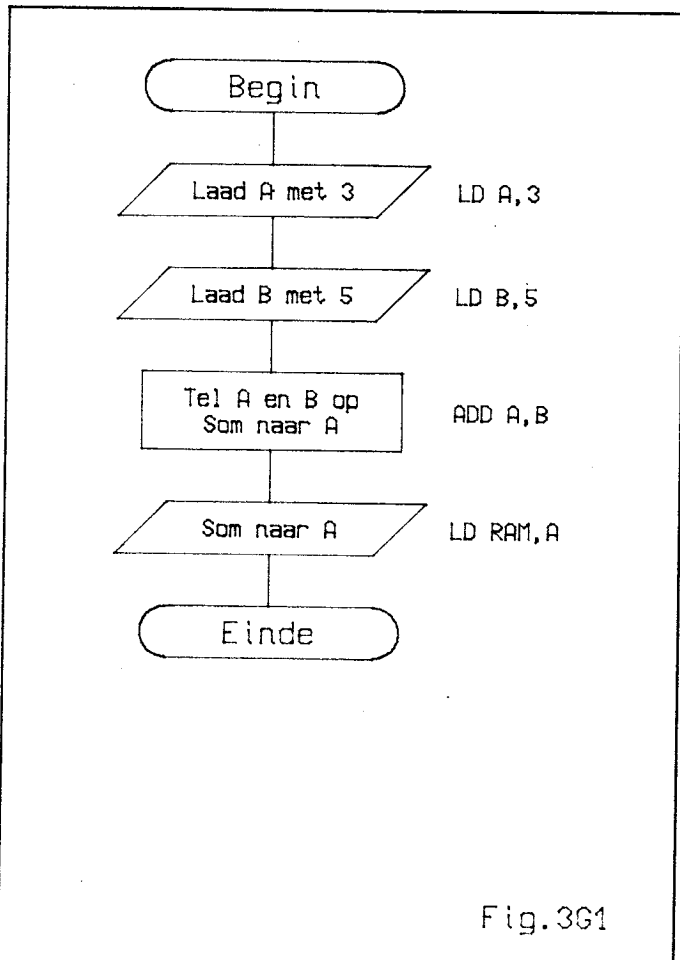 Begin
Laad A met 3
LD A,3
Laad B met 5
LD B,5
Tel A en B op
Som naar A
ADD A,B
Som naar A
LD RAM,A
Einde
Fig.3G1